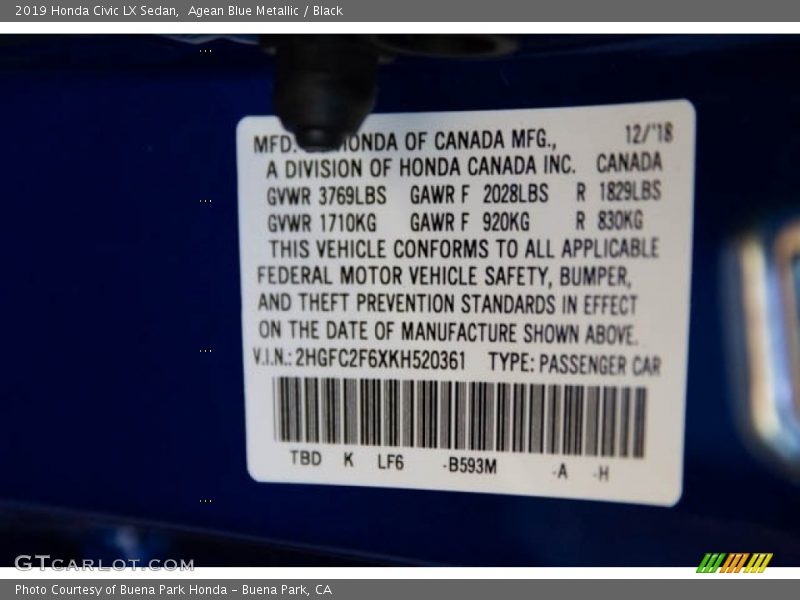 2019 Honda Civic LX Sedan,  Agean Blue Metallic / Black
MFD. HONDA OF CANADA MFG., 12/'18
A DIVISION OF HONDA CANADA INC. CANADA
GVWR 3769LBS GAWR F 2028LBS R 1829LBS
GVWR 1710KG GAWR F 920KG R 830KG
THIS VEHICLE CONFORMS TO ALL APPLICABLE
FEDERAL MOTOR VEHICLE SAFETY, BUMPER,
AND THEFT PREVENTION STANDARDS IN EFFECT
ON THE DATE OF MANUFACTURE SHOWN ABOVE.
V.I.N.: 2HGFC2F6XKH520361 TYPE: PASSENGER CAR
TBD K LF6 -B593M -A -H
GTCARLOT.COM
Photo Courtesy of Buena Park Honda - Buena Park, CA